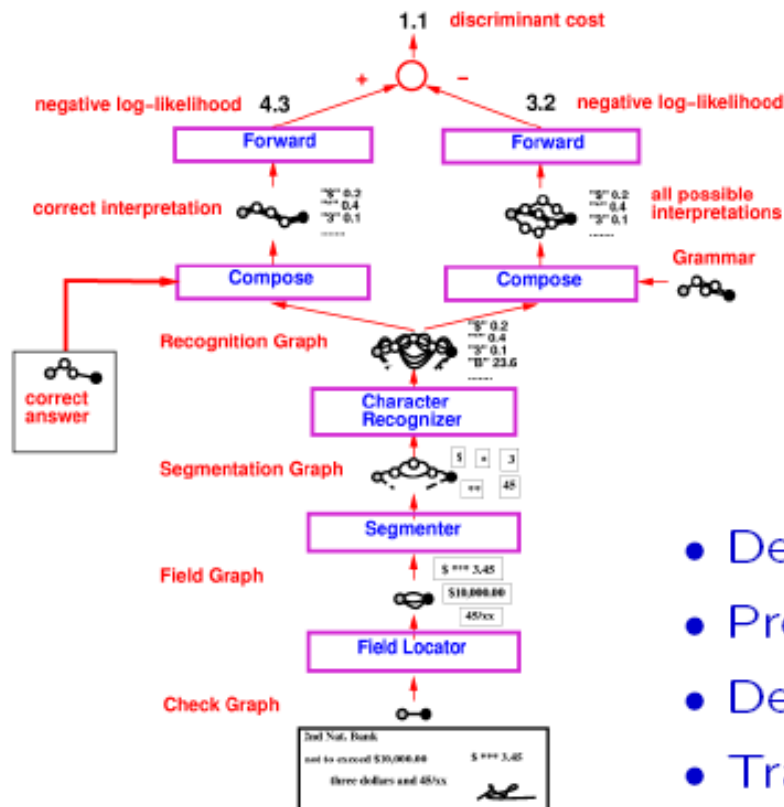 1.1 discriminant cost
+ −
negative log-likelihood 4.3
3.2 negative log-likelihood
Forward
Forward
correct interpretation
"$" 0.2
"*" 0.4
"3" 0.1
......
"$" 0.2
"*" 0.4
"3" 0.1
......
all possible
interpretations
Grammar
Compose
Compose
Recognition Graph
"$" 0.2
"*" 0.4
"3" 0.1
"B" 23.6
......
correct
answer
Character
Recognizer
Segmentation Graph
$ * 3
** 45
Segmenter
Field Graph
$ *** 3.45
$10,000.00
45/xx
Field Locator
Check Graph
2nd Nat. Bank
not to exceed $10,000.00 $ *** 3.45
three dollars and 45/xx
• De
• Pr
• De
• Tr